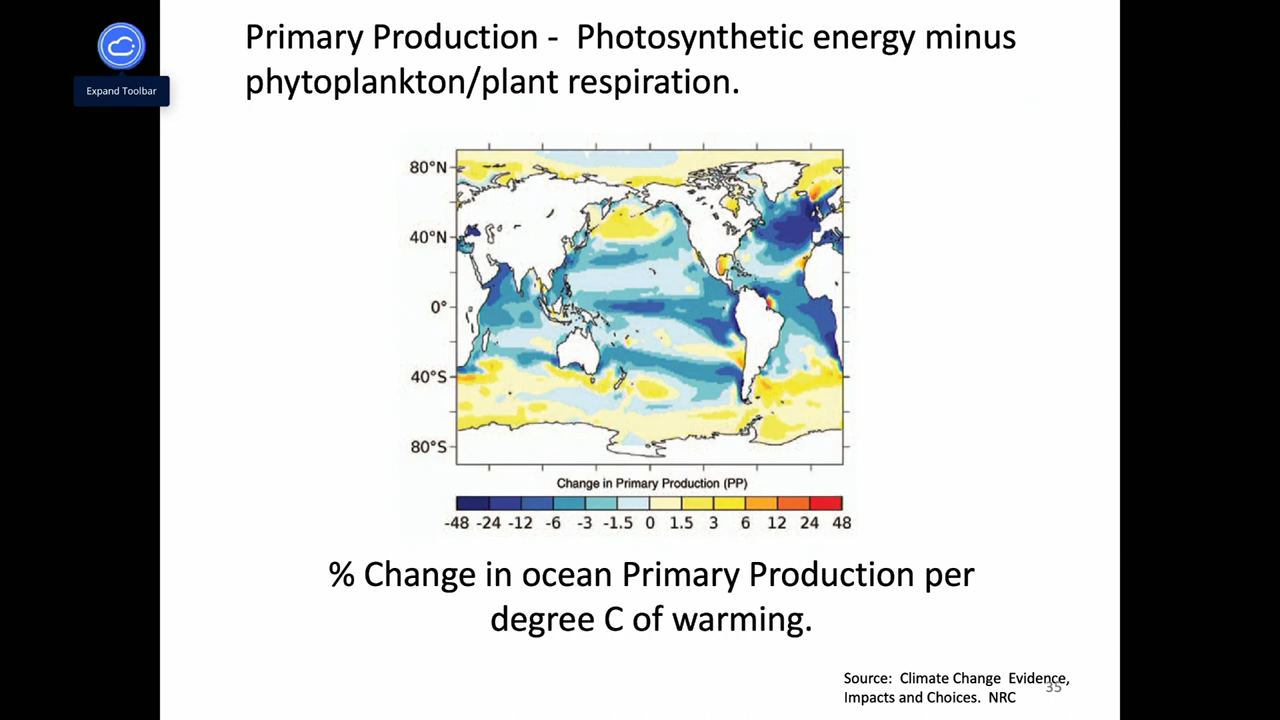 Expand Toolbar
Primary Production - Photosynthetic energy minus
phytoplankton/plant respiration.
80°N
40°N
0°
40°S
80°S
Change in Primary Production (PP)
-48 -24 -12 -6 -3 -1.5 0 1.5 3 6 12 24 48
% Change in ocean Primary Production per
degree C of warming.
Source: Climate Change Evidence,
Impacts and Choices. NRC
35